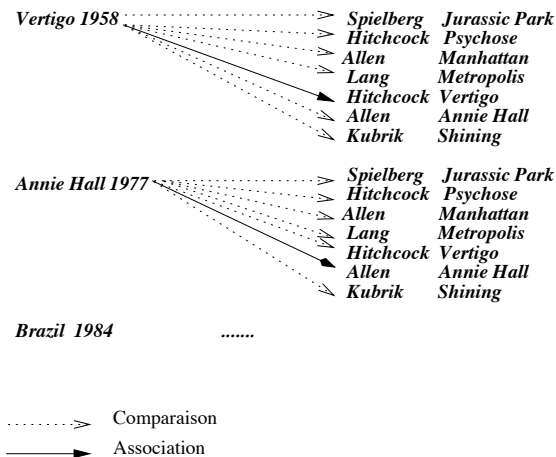 Vertigo 1958
Spielberg Jurassic Park
Hitchcock Psychose
Allen Manhattan
Lang Metropolis
Hitchcock Vertigo
Allen Annie Hall
Kubrik Shining
Annie Hall 1977
Spielberg Jurassic Park
Hitchcock Psychose
Allen Manhattan
Lang Metropolis
Hitchcock Vertigo
Allen Annie Hall
Kubrik Shining
Brazil 1984 .......
Comparaison
Association